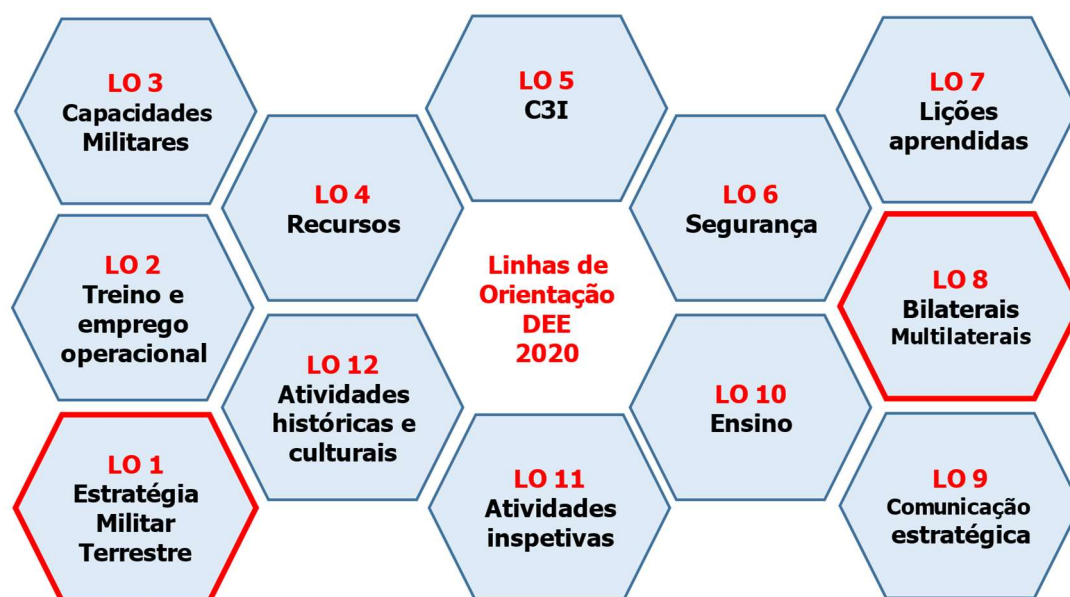 LO 3
Capacidades
Militares
LO 5
C3I
LO 7
Lições
aprendidas
LO 4
Recursos
LO 6
Segurança
LO 2
Treino e
emprego
operacional
Linhas de
Orientação
DEE
2020
LO 8
Bilaterais
Multilaterais
LO 12
Atividades
históricas e
culturais
LO 10
Ensino
LO 1
Estratégia
Militar
Terrestre
LO 11
Atividades
inspetivas
LO 9
Comunicação
estratégica